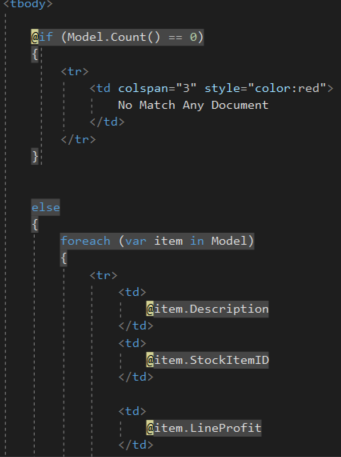 <tbody>
@if (Model.Count() == 0)
{
<tr>
<td colspan="3" style="color:red">
No Match Any Document
</td>
</tr>
}
else
{
foreach (var item in Model)
{
<tr>
<td>
@item.Description
</td>
<td>
@item.StockItemID
</td>
<td>
@item.LineProfit
</td>